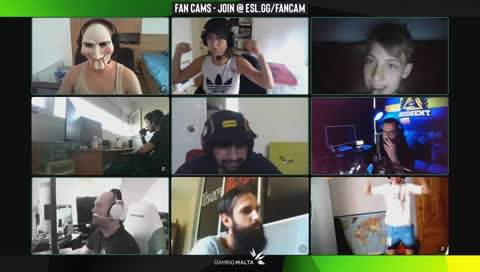 FAN CAMS - JOIN @ ESL.GG/FANCAM
GODSENT
GAMING MALTA